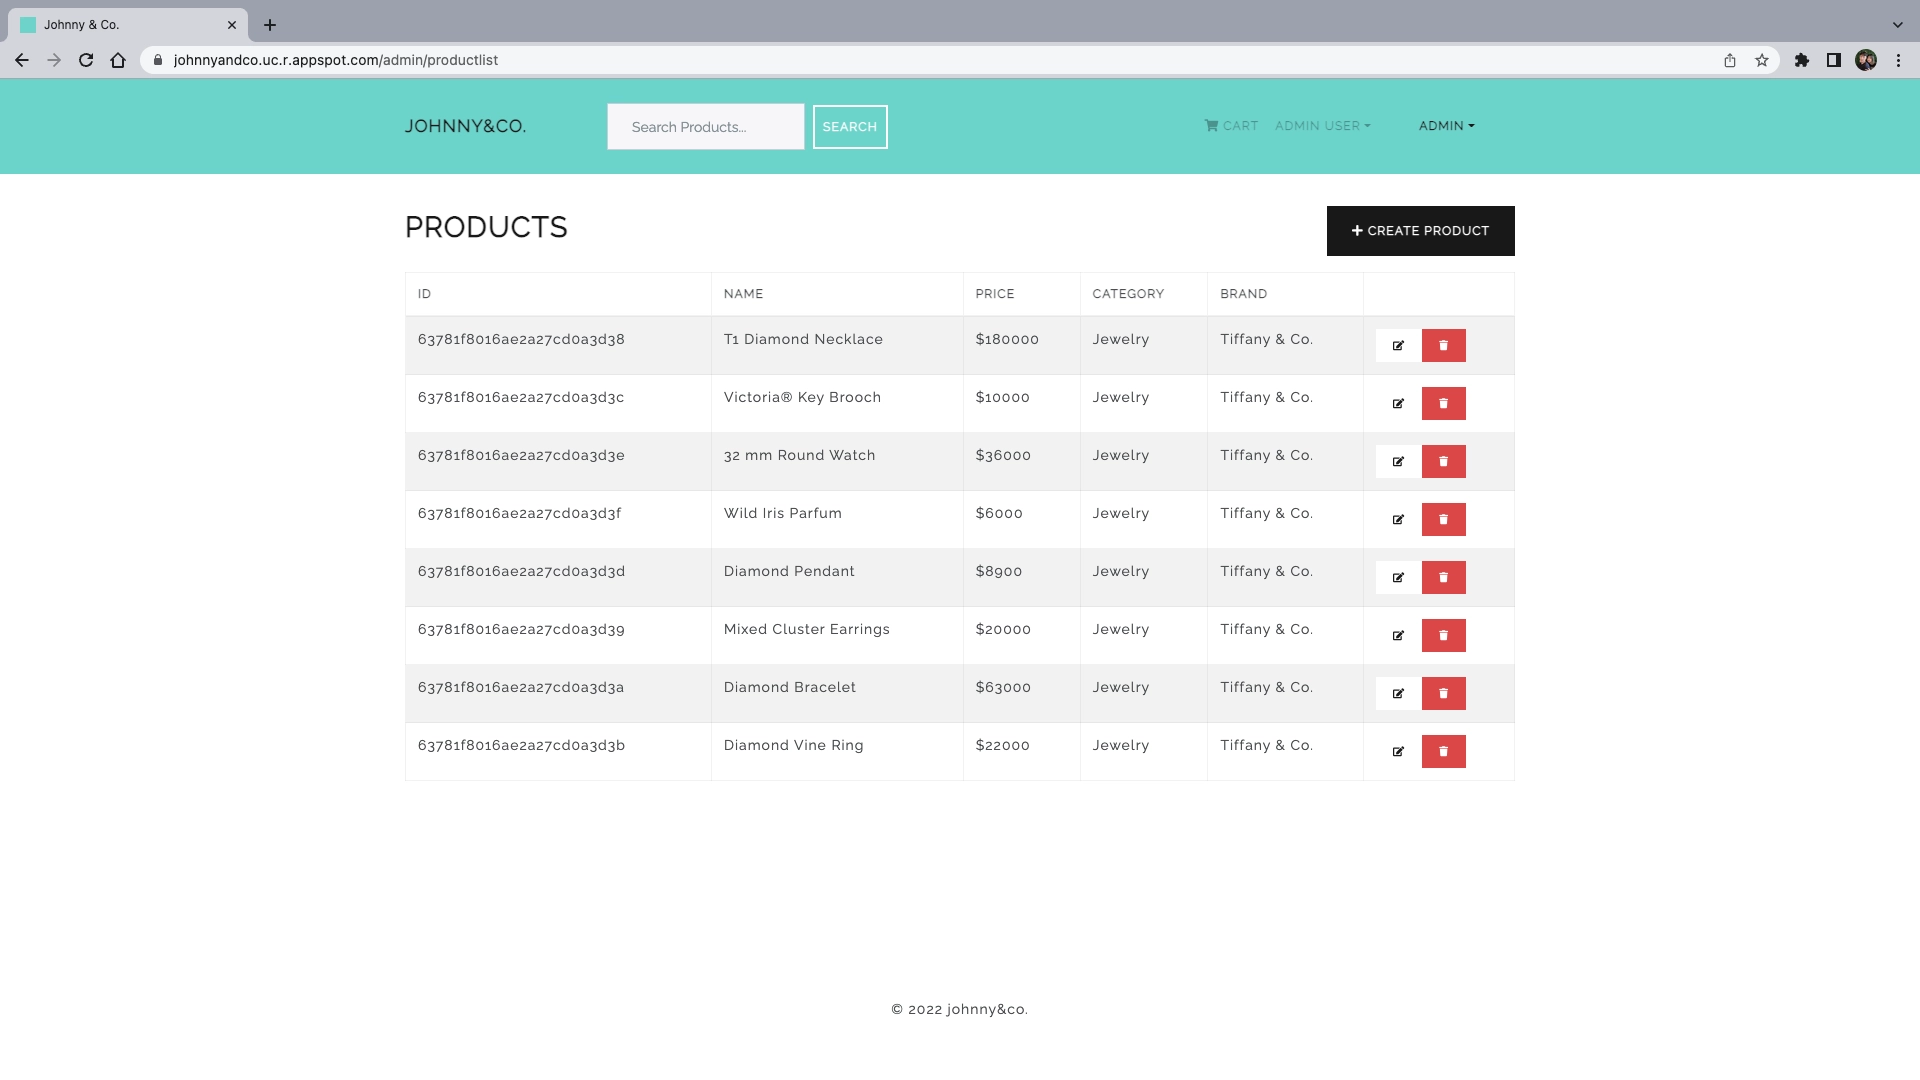 Johnny & Co.
johnnyandco.uc.r.appspot.com/admin/productlist
JOHNNY&CO. Search Products... SEARCH CART ADMIN USER ADMIN
PRODUCTS
CREATE PRODUCT
ID NAME PRICE CATEGORY BRAND
63781f8016ae2a27cd0a3d38 T1 Diamond Necklace $180000 Jewelry Tiffany & Co.
63781f8016ae2a27cd0a3d3c Victoria® Key Brooch $10000 Jewelry Tiffany & Co.
63781f8016ae2a27cd0a3d3e 32 mm Round Watch $36000 Jewelry Tiffany & Co.
63781f8016ae2a27cd0a3d3f Wild Iris Parfum $6000 Jewelry Tiffany & Co.
63781f8016ae2a27cd0a3d3d Diamond Pendant $8900 Jewelry Tiffany & Co.
63781f8016ae2a27cd0a3d39 Mixed Cluster Earrings $20000 Jewelry Tiffany & Co.
63781f8016ae2a27cd0a3d3a Diamond Bracelet $63000 Jewelry Tiffany & Co.
63781f8016ae2a27cd0a3d3b Diamond Vine Ring $22000 Jewelry Tiffany & Co.
© 2022 johnny&co.